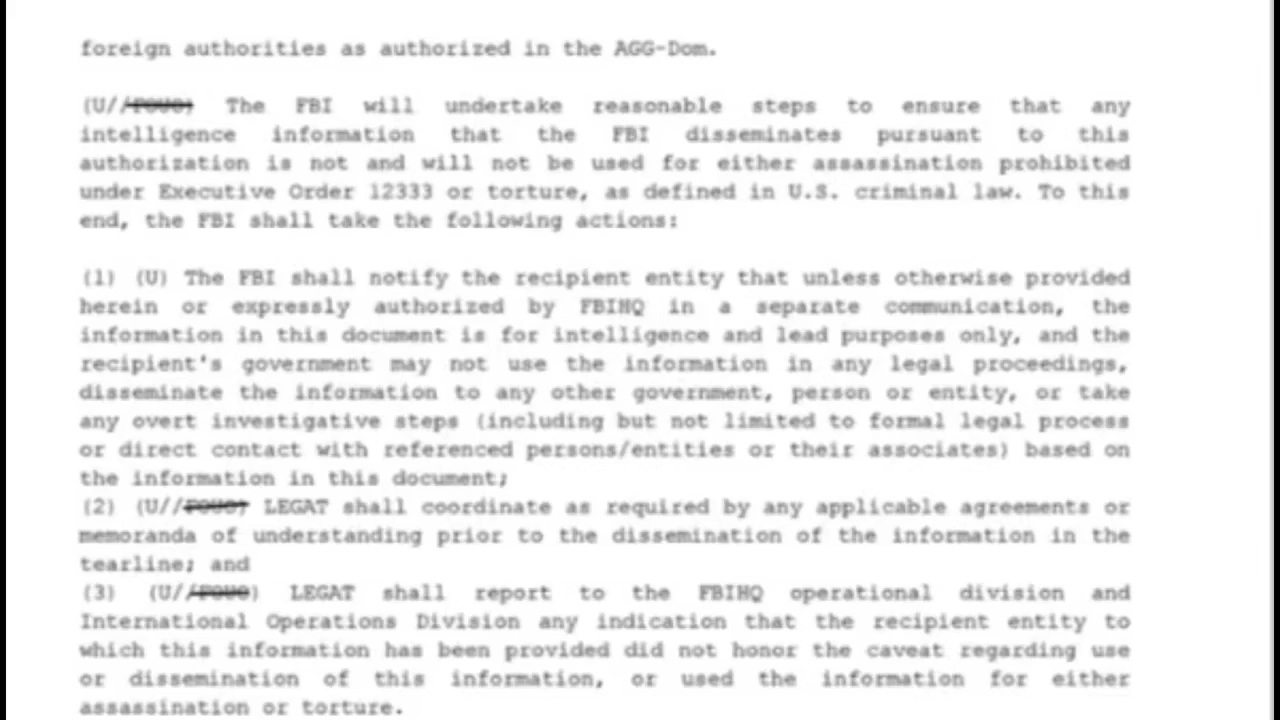 foreign authorities as authorized in the AGG-Dom.
(U//FOUO) The FBI will undertake reasonable steps to ensure that any
intelligence information that the FBI disseminates pursuant to this
authorization is not and will not be used for either assassination prohibited
under Executive Order 12333 or torture, as defined in U.S. criminal law. To this
end, the FBI shall take the following actions:
(1) (U) The FBI shall notify the recipient entity that unless otherwise provided
herein or expressly authorized by FBIHQ in a separate communication, the
information in this document is for intelligence and lead purposes only, and the
recipient's government may not use the information in any legal proceedings,
disseminate the information to any other government, person or entity, or take
any overt investigative steps (including but not limited to formal legal process
or direct contact with referenced persons/entities or their associates) based on
the information in this document;
(2) (U//FOUO) LEGAT shall coordinate as required by any applicable agreements or
memoranda of understanding prior to the dissemination of the information in the
tearline; and
(3) (U//FOUO) LEGAT shall report to the FBIHQ operational division and
International Operations Division any indication that the recipient entity to
which this information has been provided did not honor the caveat regarding use
or dissemination of this information, or used the information for either
assassination or torture.